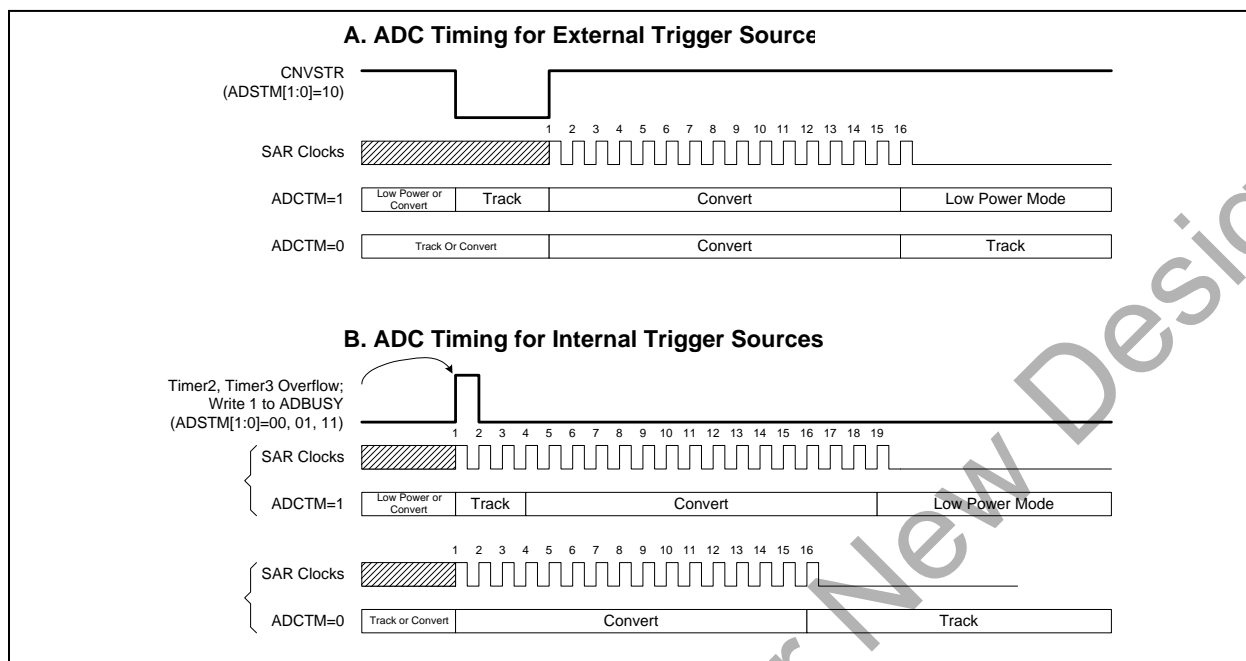 A. ADC Timing for External Trigger Source
CNVSTR
(ADSTM[1:0]=10)
1 2 3 4 5 6 7 8 9 10 11 12 13 14 15 16
SAR Clocks
ADCTM=1
Low Power or
Convert
Track
Convert
Low Power Mode
ADCTM=0
Track Or Convert
Convert
Track
B. ADC Timing for Internal Trigger Sources
Timer2, Timer3 Overflow;
Write 1 to ADBUSY
(ADSTM[1:0]=00, 01, 11)
1 2 3 4 5 6 7 8 9 10 11 12 13 14 15 16 17 18 19
SAR Clocks
ADCTM=1
Low Power or
Convert
Track
Convert
Low Power Mode
1 2 3 4 5 6 7 8 9 10 11 12 13 14 15 16
SAR Clocks
ADCTM=0
Track or Convert
Convert
Track
New